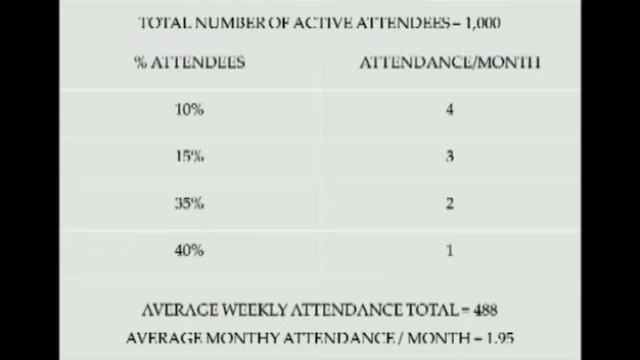 TOTAL NUMBER OF ACTIVE ATTENDEES – 1,000
% ATTENDEES ATTENDANCE/MONTH
10% 4
15% 3
35% 2
40% 1
AVERAGE WEEKLY ATTENDANCE TOTAL = 488
AVERAGE MONTHY ATTENDANCE / MONTH – 1.95